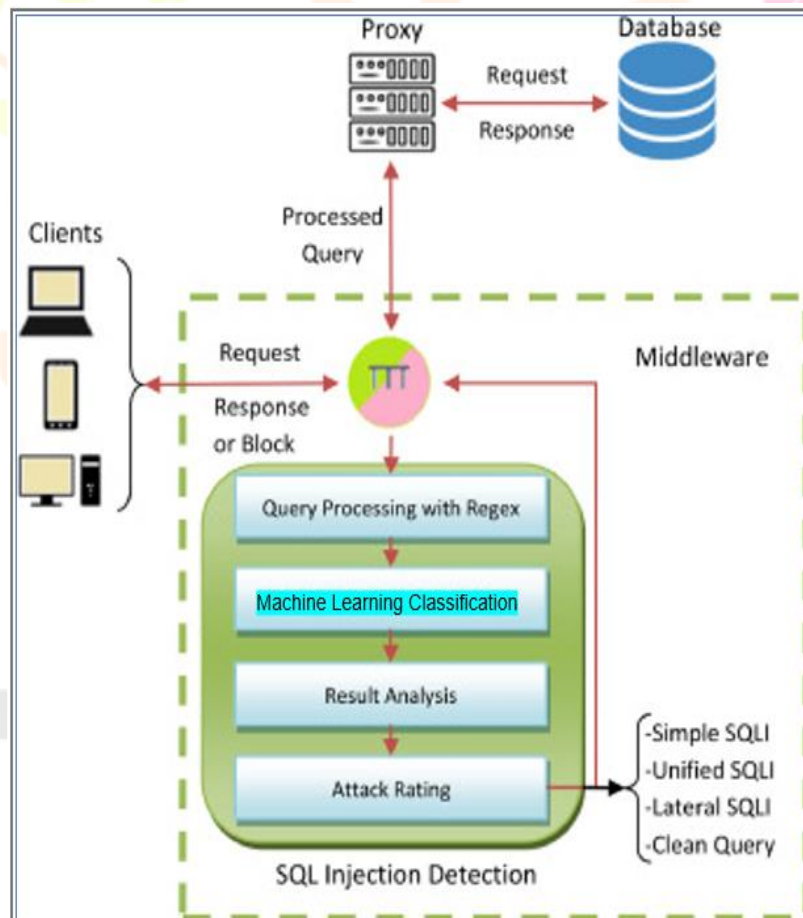 Proxy
Database
Request
Response
Processed
Query
Clients
Middleware
Request
Response
or Block
Query Processing with Regex
Machine Learning Classification
Result Analysis
Attack Rating
-Simple SQLI
-Unified SQLI
-Lateral SQLI
-Clean Query
SQL Injection Detection